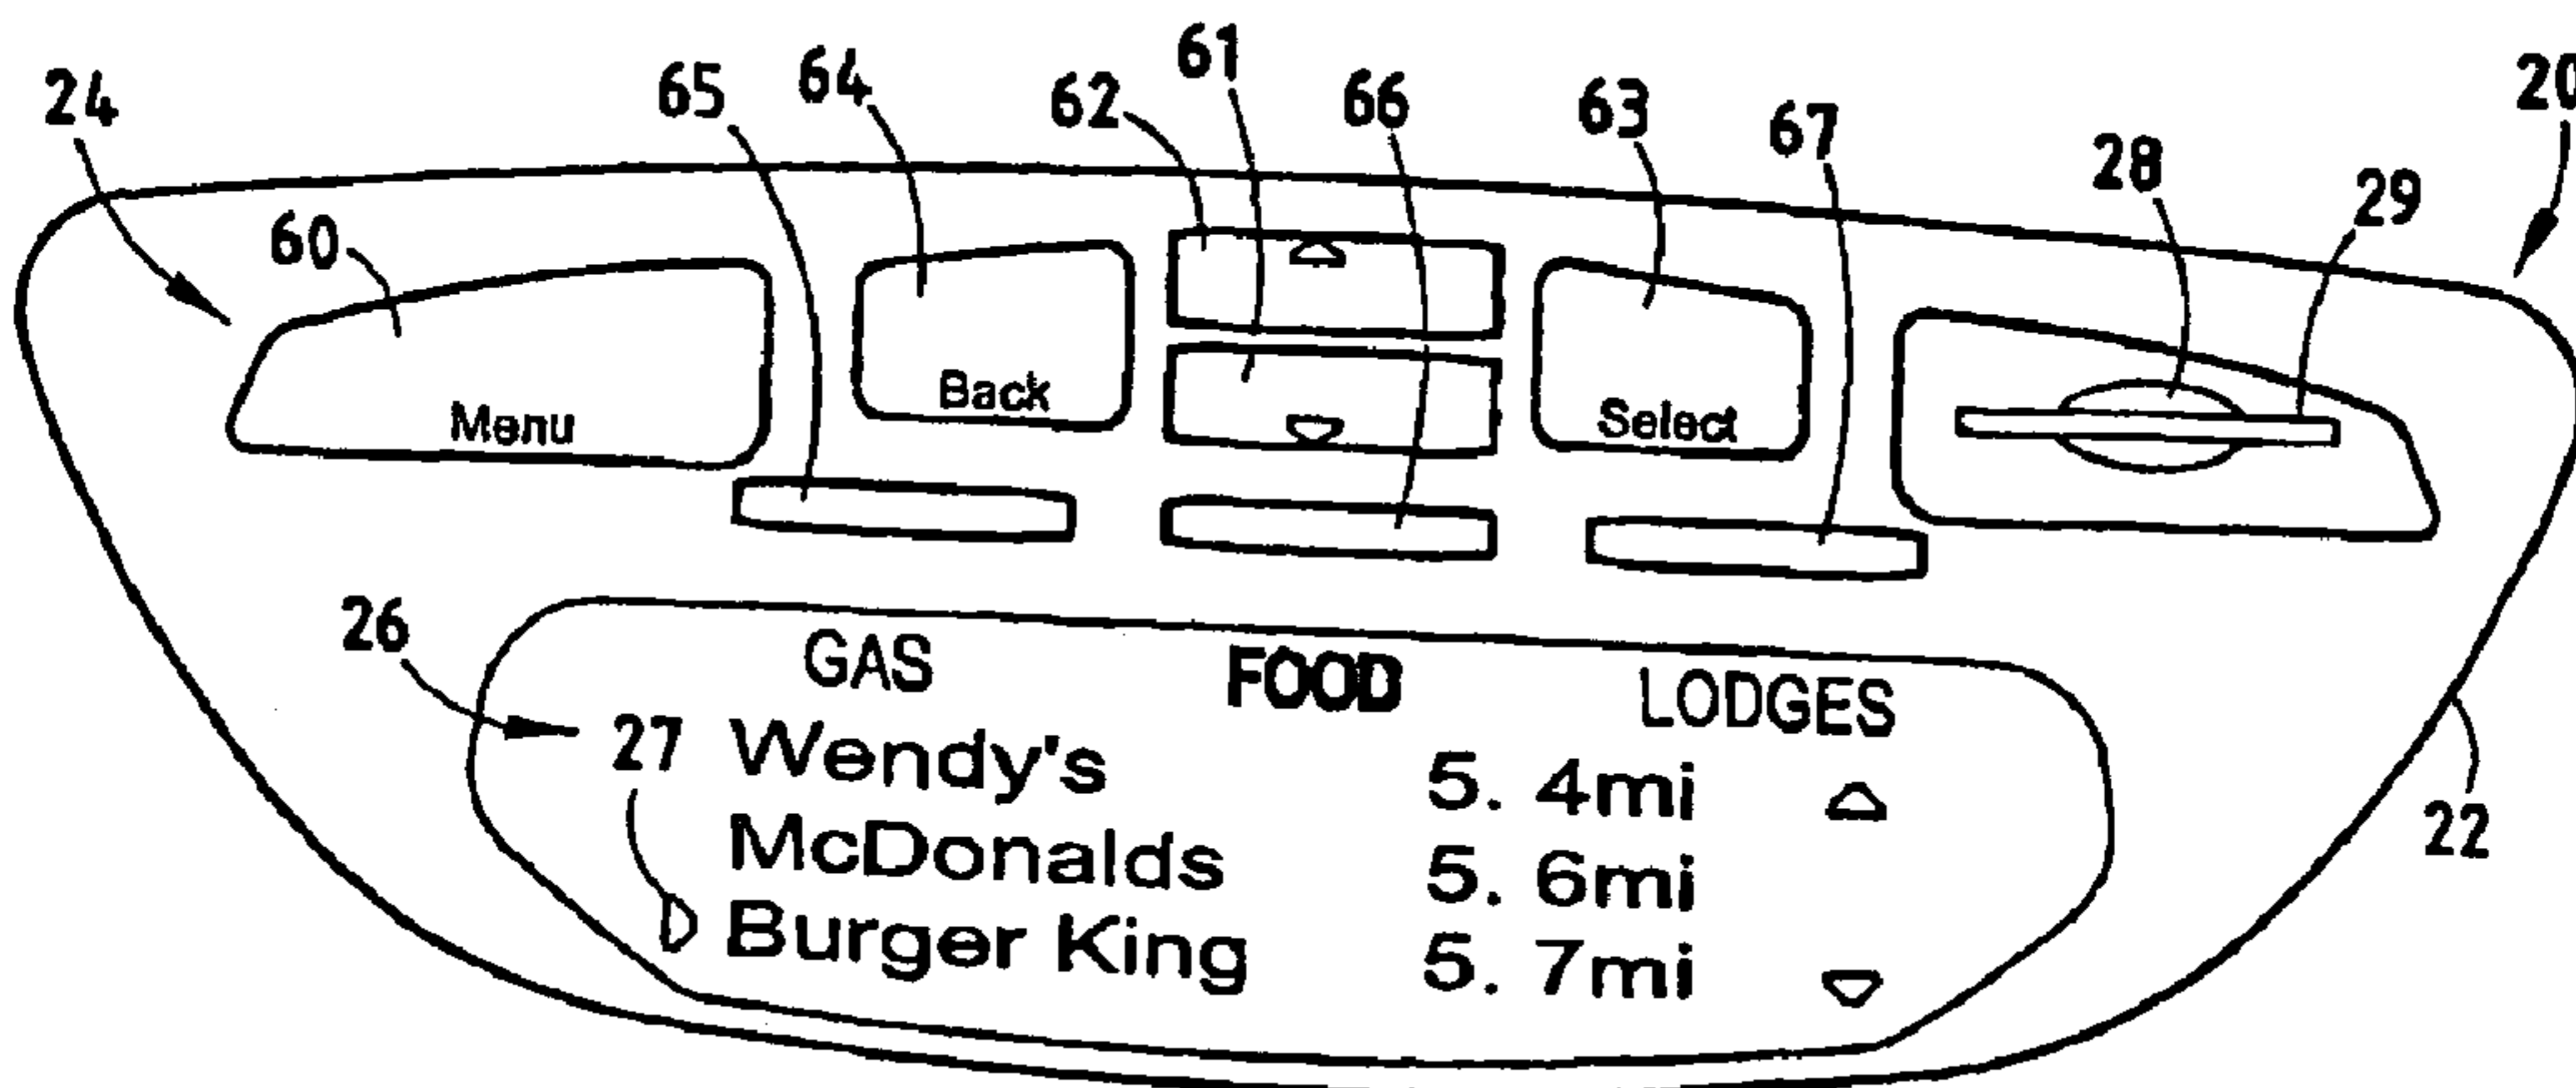 61
64
62
66
63
65
20
24
67
28
29
60
Menu
Back
Select
26
GAS FOOD LODGES
27 Wendy's 5. 4mi
McDonalds 5. 6mi
Burger King 5. 7mi
22